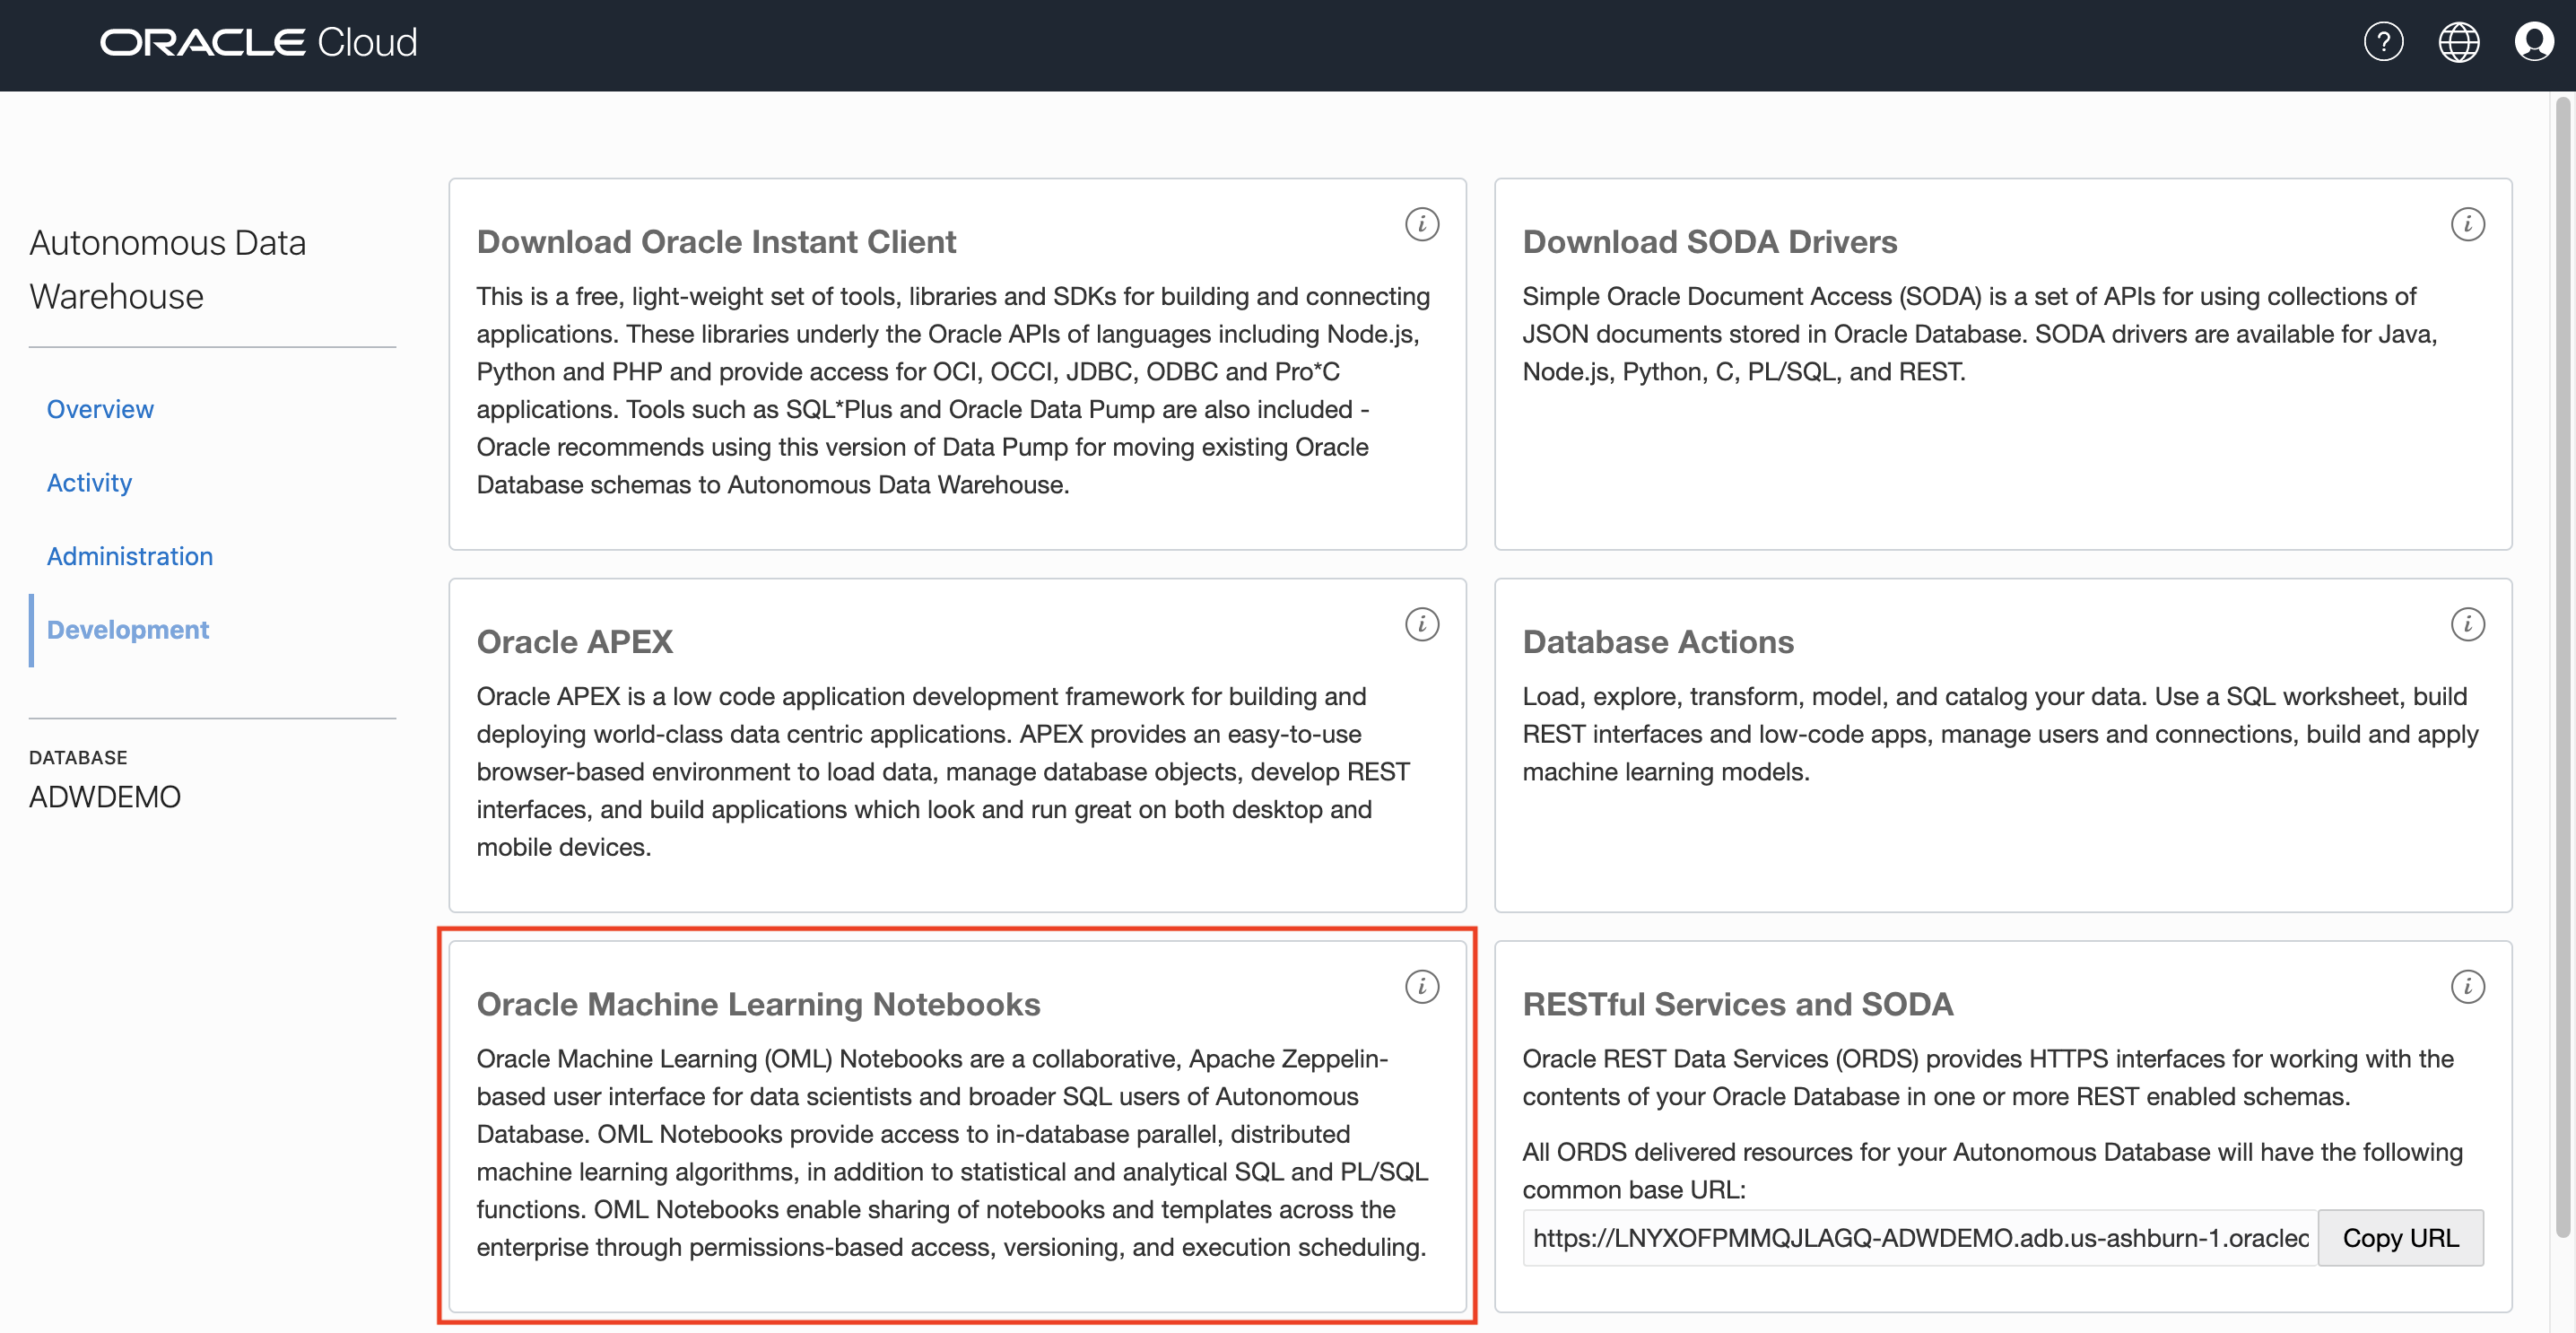 ORACLE Cloud
?
Autonomous Data
Warehouse
Overview
Activity
Administration
Development
DATABASE
ADWDEMO
Download Oracle Instant Client
i
This is a free, light-weight set of tools, libraries and SDKs for building and connecting
applications. These libraries underly the Oracle APIs of languages including Node.js,
Python and PHP and provide access for OCI, OCCI, JDBC, ODBC and Pro*C
applications. Tools such as SQL*Plus and Oracle Data Pump are also included -
Oracle recommends using this version of Data Pump for moving existing Oracle
Database schemas to Autonomous Data Warehouse.
Download SODA Drivers
i
Simple Oracle Document Access (SODA) is a set of APIs for using collections of
JSON documents stored in Oracle Database. SODA drivers are available for Java,
Node.js, Python, C, PL/SQL, and REST.
Oracle APEX
i
Oracle APEX is a low code application development framework for building and
deploying world-class data centric applications. APEX provides an easy-to-use
browser-based environment to load data, manage database objects, develop REST
interfaces, and build applications which look and run great on both desktop and
mobile devices.
Database Actions
i
Load, explore, transform, model, and catalog your data. Use a SQL worksheet, build
REST interfaces and low-code apps, manage users and connections, build and apply
machine learning models.
Oracle Machine Learning Notebooks
i
Oracle Machine Learning (OML) Notebooks are a collaborative, Apache Zeppelin-
based user interface for data scientists and broader SQL users of Autonomous
Database. OML Notebooks provide access to in-database parallel, distributed
machine learning algorithms, in addition to statistical and analytical SQL and PL/SQL
functions. OML Notebooks enable sharing of notebooks and templates across the
enterprise through permissions-based access, versioning, and execution scheduling.
RESTful Services and SODA
i
Oracle REST Data Services (ORDS) provides HTTPS interfaces for working with the
contents of your Oracle Database in one or more REST enabled schemas.
All ORDS delivered resources for your Autonomous Database will have the following
common base URL:
https://LNYXOFPMMQJLAGQ-ADWDEMO.adb.us-ashburn-1.oraclec
Copy URL